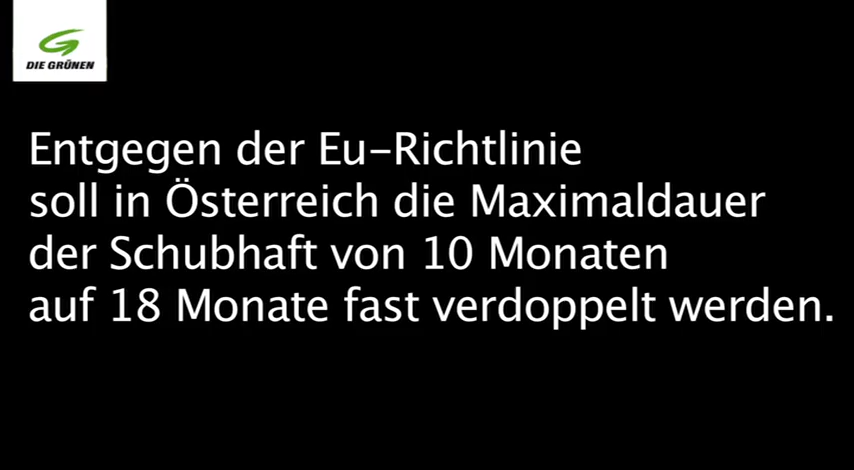 DIE GRÜNEN
Entgegen der Eu-Richtlinie
soll in Österreich die Maximaldauer
der Schubhaft von 10 Monaten
auf 18 Monate fast verdoppelt werden.